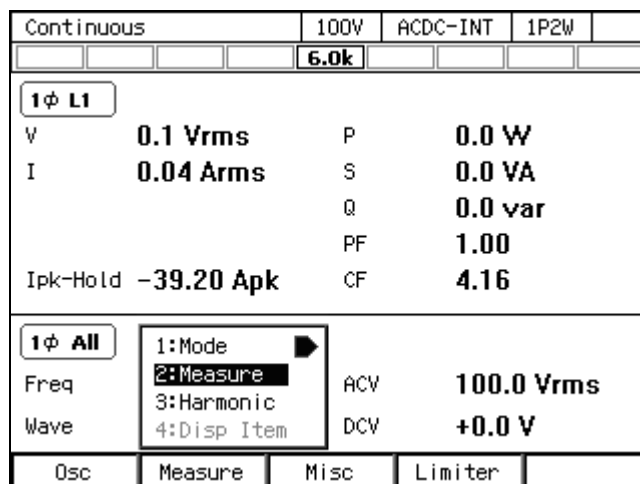 Continuous 100V ACDC-INT 1P2W
6.0k
1ϕ L1
V 0.1 Vrms P 0.0 W
I 0.04 Arms S 0.0 VA
Q 0.0 var
PF 1.00
Ipk-Hold -39.20 Apk CF 4.16
1ϕ All
1:Mode
2:Measure
3:Harmonic
4:Disp Item
Freq ACV 100.0 Vrms
Wave DCV +0.0 V
Osc Measure Misc Limiter